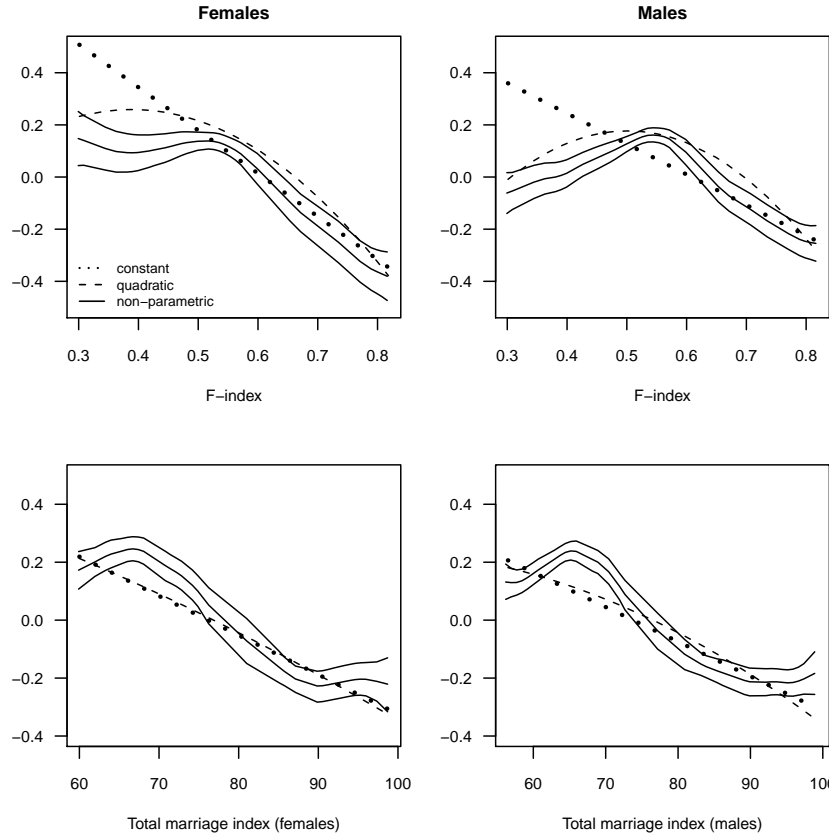 Females
0.4
0.2
0.0
−0.2
−0.4
constant
quadratic
non−parametric
0.3 0.4 0.5 0.6 0.7 0.8
F−index
Males
0.4
0.2
0.0
−0.2
−0.4
0.3 0.4 0.5 0.6 0.7 0.8
F−index
0.4
0.2
0.0
−0.2
−0.4
60 70 80 90 100
Total marriage index (females)
0.4
0.2
0.0
−0.2
−0.4
60 70 80 90 100
Total marriage index (males)